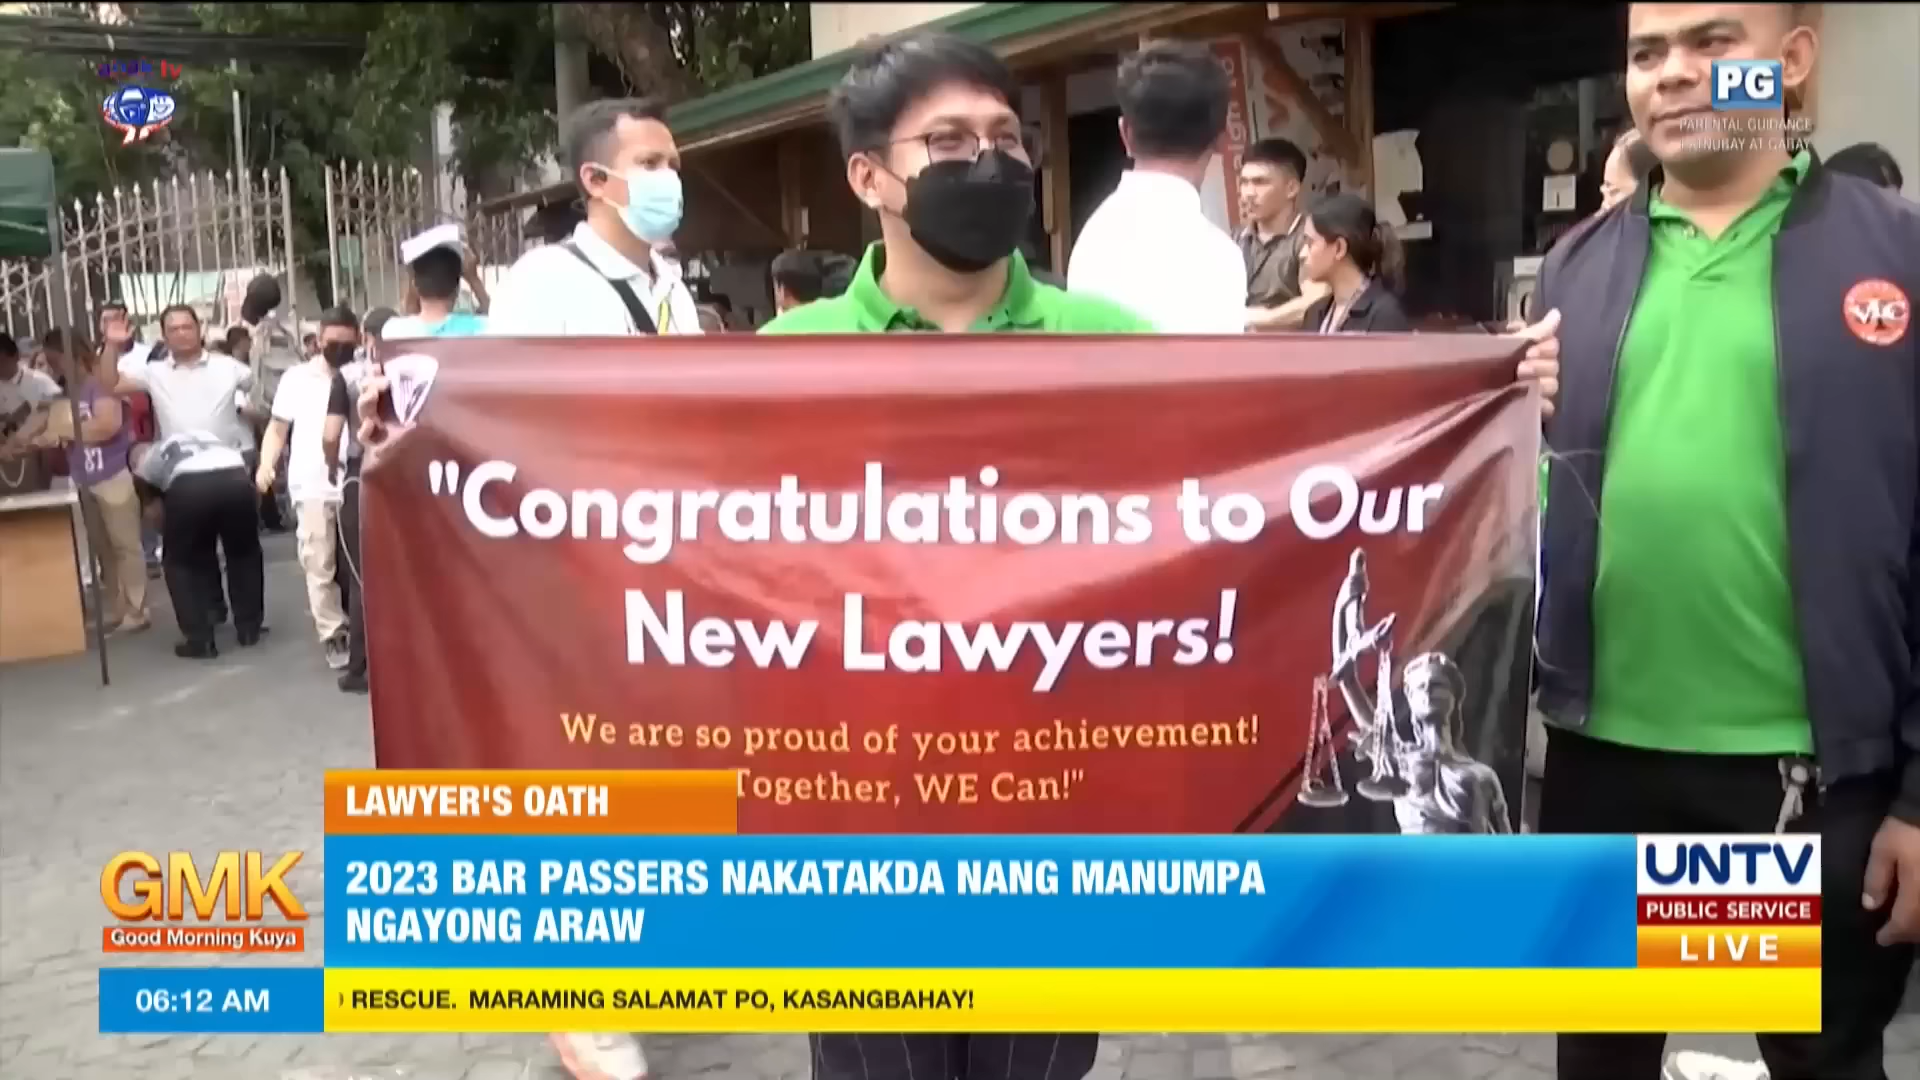 PG
PARENTAL GUIDANCE
"Congratulations to Our
New Lawyers!
We are so proud of your achievement!
Together, WE Can!"
LAWYER'S OATH
2023 BAR PASSERS NAKATAKDA NANG MANUMPA
NGAYONG ARAW
GMK
Good Morning Kuya
UNTV
PUBLIC SERVICE
LIVE
06:12 AM
RESCUE. MARAMING SALAMAT PO, KASANGBAHAY!